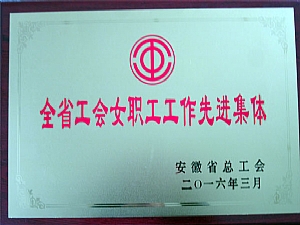 全省工会女职工工作先进集体
安徽省总工会
二〇一六年三月